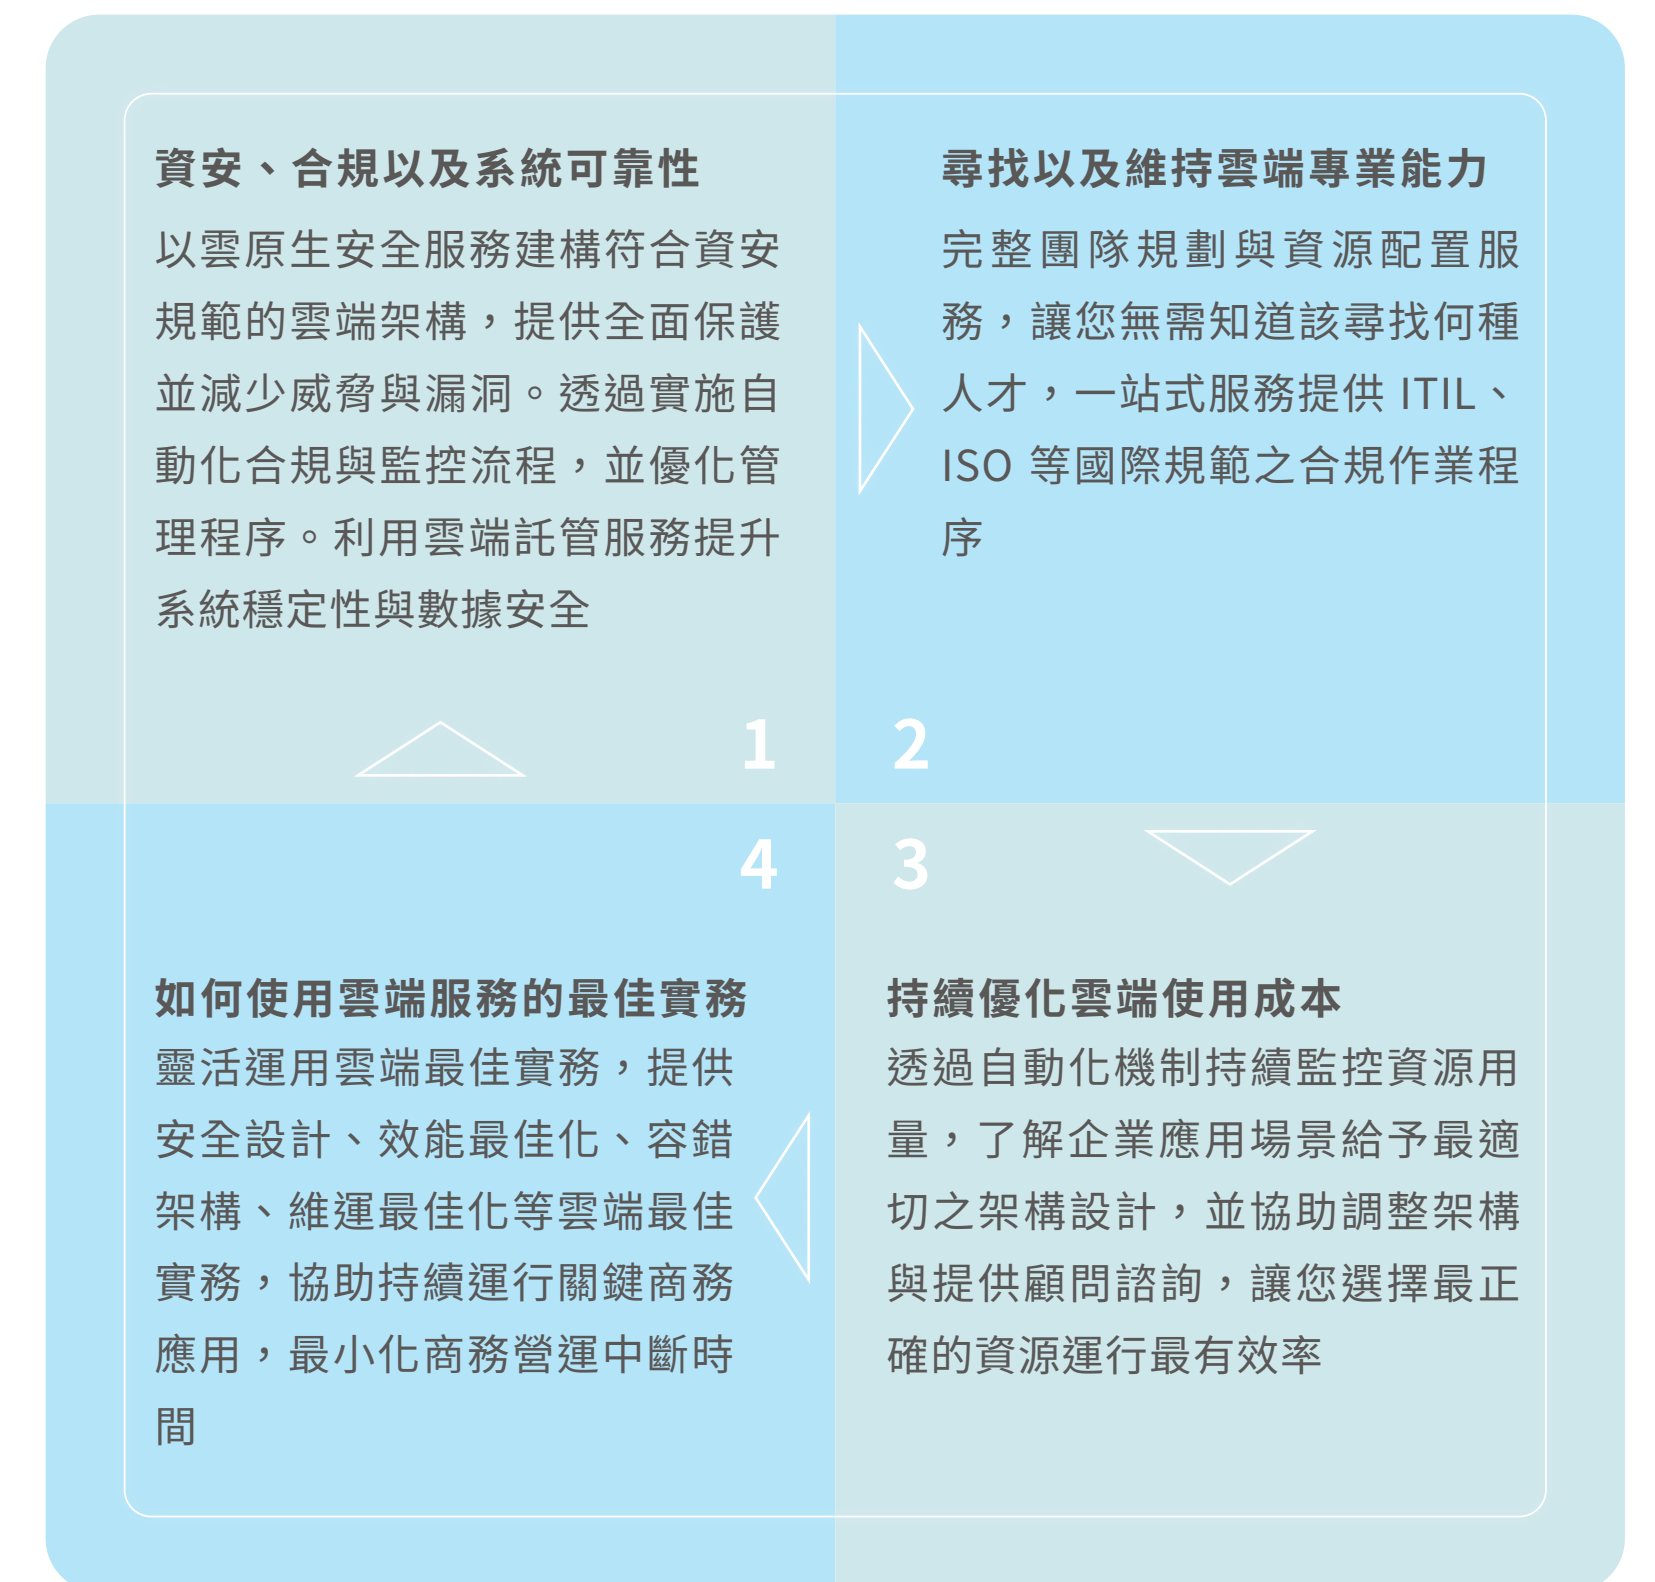 資安、合規以及系統可靠性
以雲原生安全服務建構符合資安
規範的雲端架構，提供全面保護
並減少威脅與漏洞。透過實施自
動化合規與監控流程，並優化管
理程序。利用雲端託管服務提升
系統穩定性與數據安全
1
尋找以及維持雲端專業能力
完整團隊規劃與資源配置服
務，讓您無需知道該尋找何種
人才，一站式服務提供 ITIL、
ISO 等國際規範之合規作業程
序
2
3
持續優化雲端使用成本
透過自動化機制持續監控資源用
量，了解企業應用場景給予最適
切之架構設計，並協助調整架構
與提供顧問諮詢，讓您選擇最正
確的資源運行最有效率
4
如何使用雲端服務的最佳實務
靈活運用雲端最佳實務，提供
安全設計、效能最佳化、容錯
架構、維運最佳化等雲端最佳
實務，協助持續運行關鍵商務
應用，最小化商務營運中斷時
間